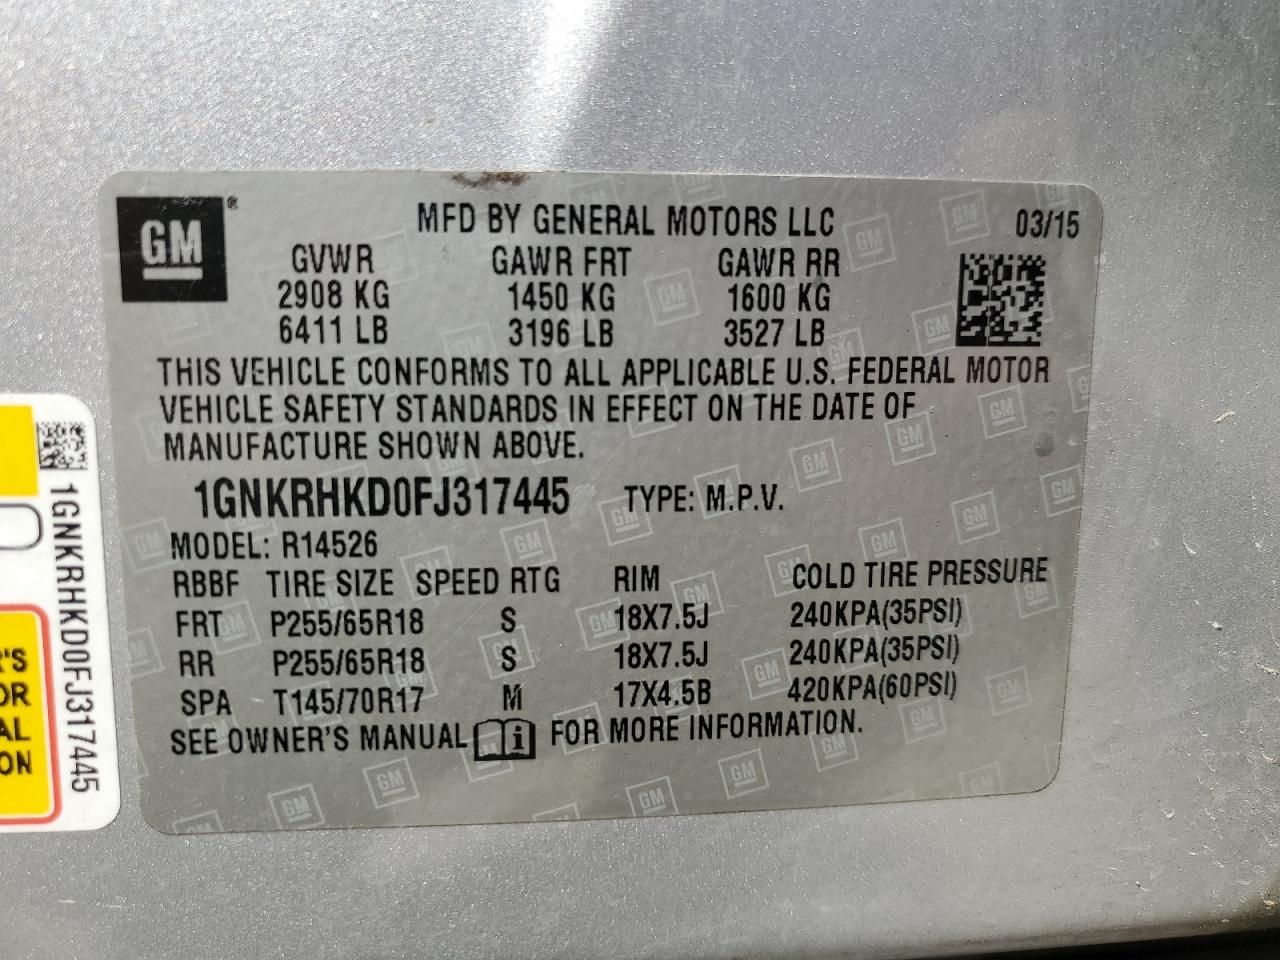 GM®
MFD BY GENERAL MOTORS LLC
03/15
GVWR GAWR FRT GAWR RR
2908 KG 1450 KG 1600 KG
6411 LB 3196 LB 3527 LB
THIS VEHICLE CONFORMS TO ALL APPLICABLE U.S. FEDERAL MOTOR
VEHICLE SAFETY STANDARDS IN EFFECT ON THE DATE OF
MANUFACTURE SHOWN ABOVE.
1GNKRHKD0FJ317445 TYPE: M.P.V.
MODEL: R14526
RBBF TIRE SIZE SPEED RTG RIM COLD TIRE PRESSURE
FRT P255/65R18 S 18X7.5J 240KPA(35PSI)
RR P255/65R18 S 18X7.5J 240KPA(35PSI)
SPA T145/70R17 M 17X4.5B 420KPA(60PSI)
SEE OWNER'S MANUAL i FOR MORE INFORMATION.
1GNKRHKD0FJ317445
'S
OR
AL
ON